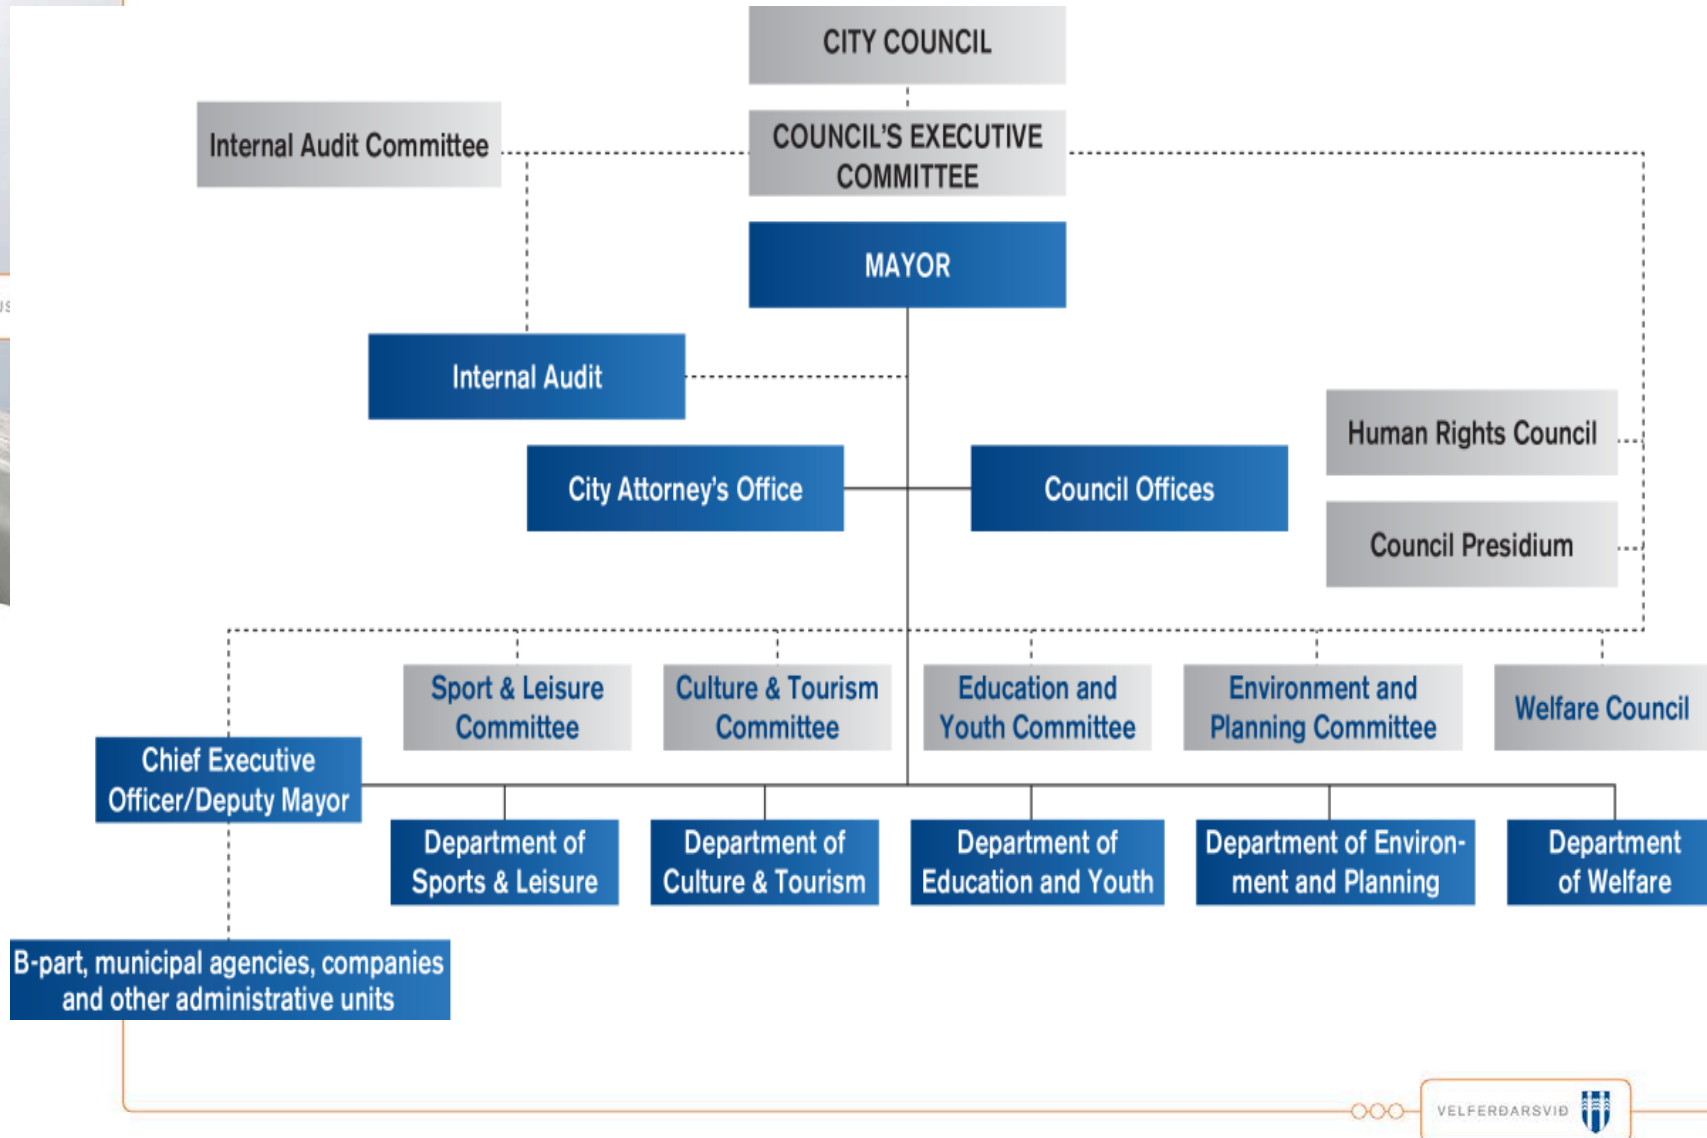 CITY COUNCIL
Internal Audit Committee
COUNCIL'S EXECUTIVE
COMMITTEE
MAYOR
Internal Audit
City Attorney's Office
Council Offices
Human Rights Council
Council Presidium
Sport & Leisure
Committee
Culture & Tourism
Committee
Education and
Youth Committee
Environment and
Planning Committee
Welfare Council
Chief Executive
Officer/Deputy Mayor
Department of
Sports & Leisure
Department of
Culture & Tourism
Department of
Education and Youth
Department of Environ-
ment and Planning
Department
of Welfare
B-part, municipal agencies, companies
and other administrative units
VELFERÐARSVIÐ